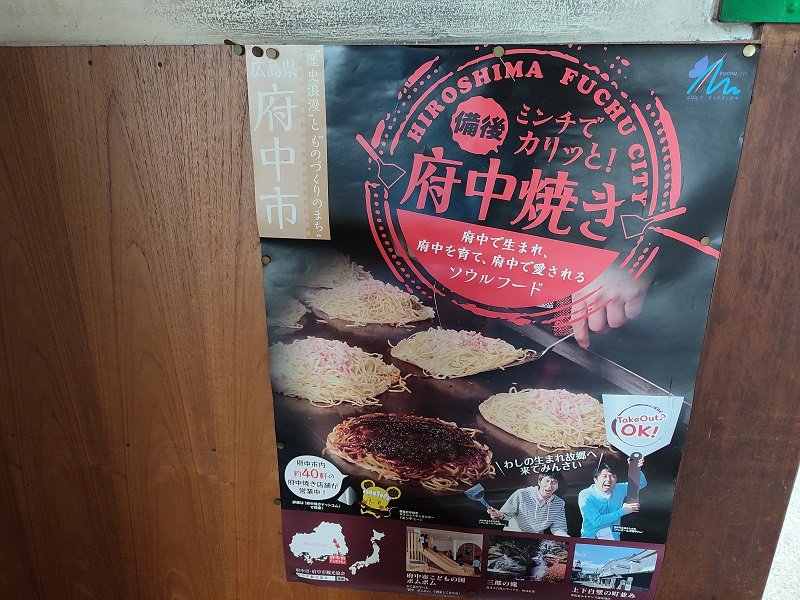 "歴史浪漫"と"ものづくりのまち"
広島県
府中市
FUCHU
HIROSHIMA FUCHU CITY
備後
ミンチで
カリッと!
府中焼き
府中で生まれ、
府中を育て、府中で愛される
ソウルフード
TakeOut♪
OK!
わしの生まれ故郷へ
来てみんさい
府中市内
約40軒の
府中焼き店舗が
営業中!
府中市
FUCHU
府中市こどもの国
ポムポム
三郎の滝
上下白壁の町並み